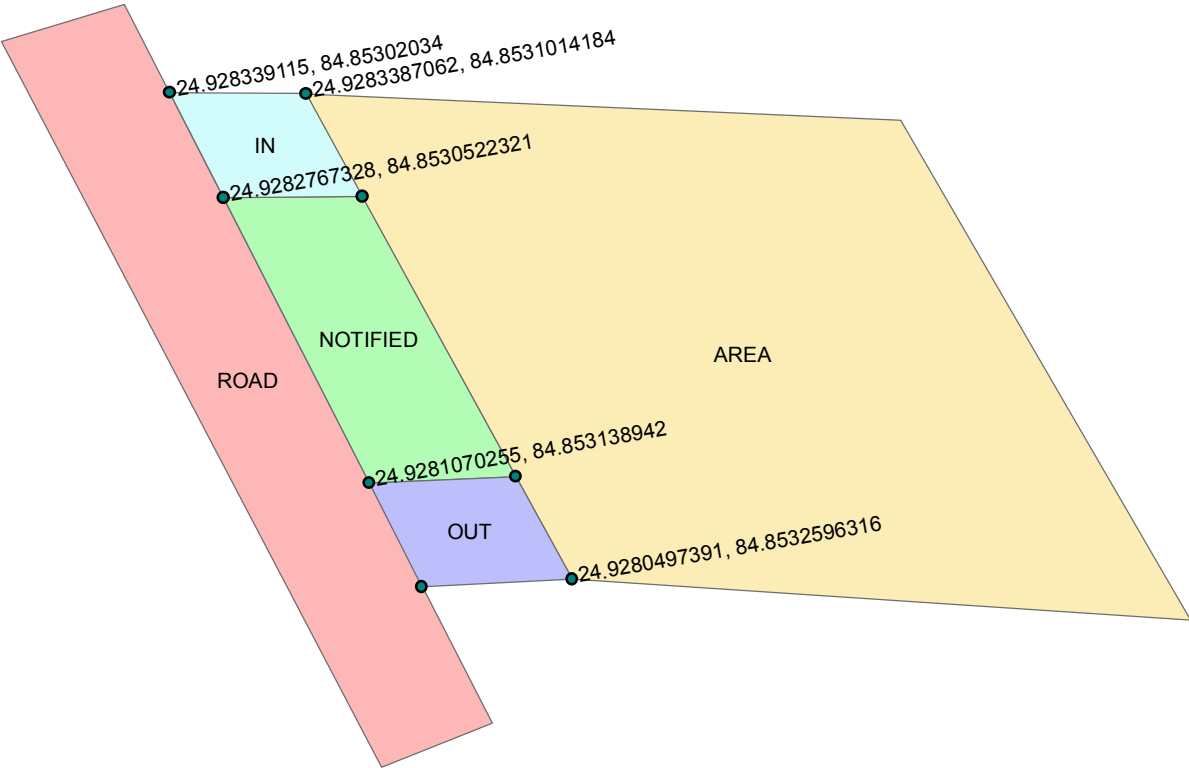 24.928339115, 84.85302034
24.9283387062, 84.8531014184
IN
24.9282767328, 84.8530522321
NOTIFIED
AREA
ROAD
24.9281070255, 84.853138942
OUT
24.9280497391, 84.8532596316